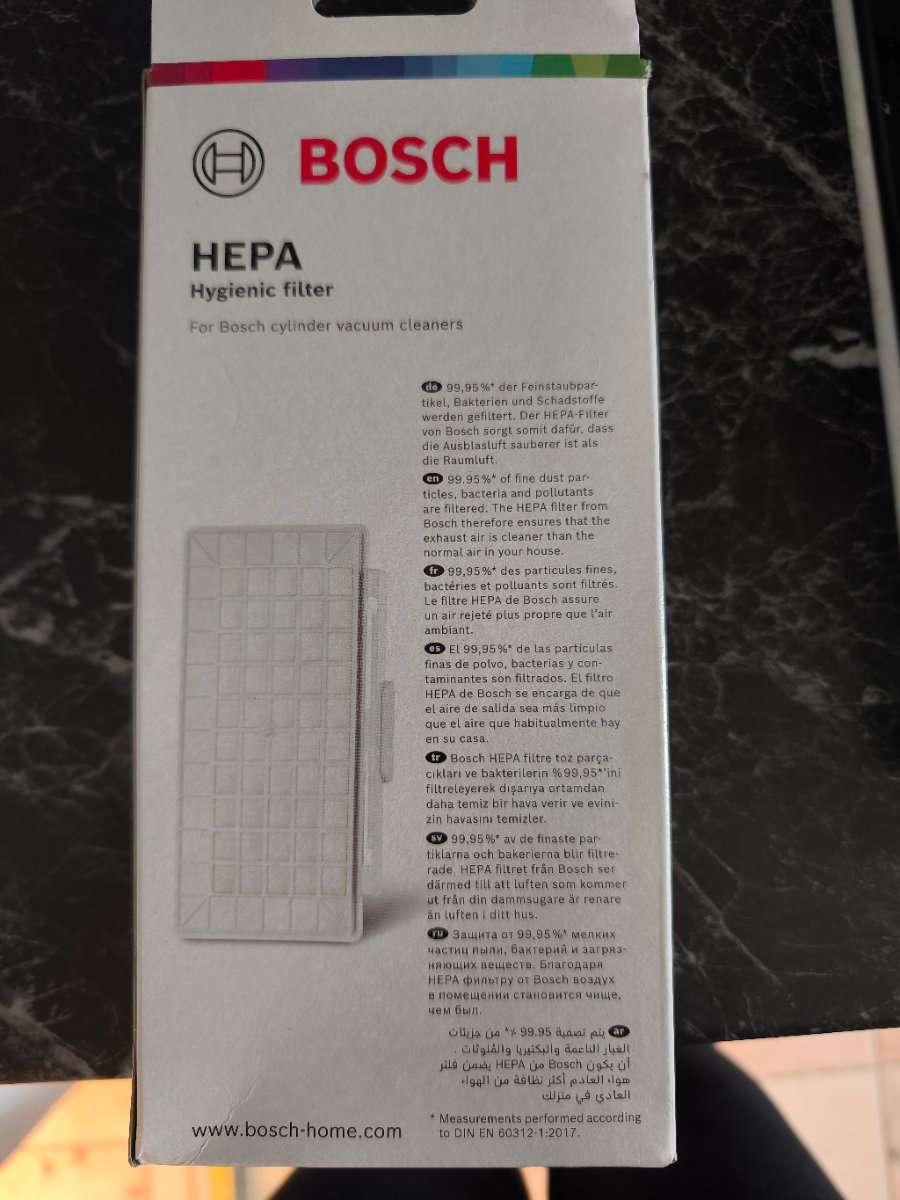 BOSCH
HEPA
Hygienic filter
For Bosch cylinder vacuum cleaners
de 99,95%* der Feinstaubpar-
tikel, Bakterien und Schadstoffe
werden gefiltert. Der HEPA-Filter
von Bosch sorgt somit dafür, dass
die Ausblasluft sauberer ist als
die Raumluft.
en 99.95%* of fine dust par-
ticles, bacteria and pollutants
are filtered. The HEPA filter from
Bosch therefore ensures that the
exhaust air is cleaner than the
normal air in your house.
fr 99,95%* des particules fines,
bactéries et polluants sont filtrés.
Le filtre HEPA de Bosch assure
un air rejeté plus propre que l'air
ambiant.
es El 99,95%* de las partículas
finas de polvo, bacterias y con-
taminantes son filtrados. El filtro
HEPA de Bosch se encarga de que
el aire de salida sea más limpio
que el aire que habitualmente hay
en su casa.
tr Bosch HEPA filtre toz parça-
cıkları ve bakterilerin %99,95*'ini
filtreleyerek dışarıya ortamdan
daha temiz bir hava verir ve evini-
zin havasını temizler.
sv 99,95%* av de finaste par-
tiklarna och bakerierna blir filtre-
rade. HEPA filtret från Bosch ser
därmed till att luften som kommer
ut från din dammsugare är renare
än luften i ditt hus.
ru Защита от 99,95%* мелких
частиц пыли, бактерий и загряз-
няющих веществ. Благодаря
HEPA фильтру от Bosch воздух
в помещении становится чище,
чем был.
ar يتم تصفية 99.95 ٪* من جزيئات
الغبار الناعمة والبكتيريا والمُلوثات .
أن يكون Bosch من HEPA يضمن فلتر
هواء العادم أكثر نظافة من الهواء
العادي في منزلك
* Measurements performed according
to DIN EN 60312-1:2017.
www.bosch-home.com